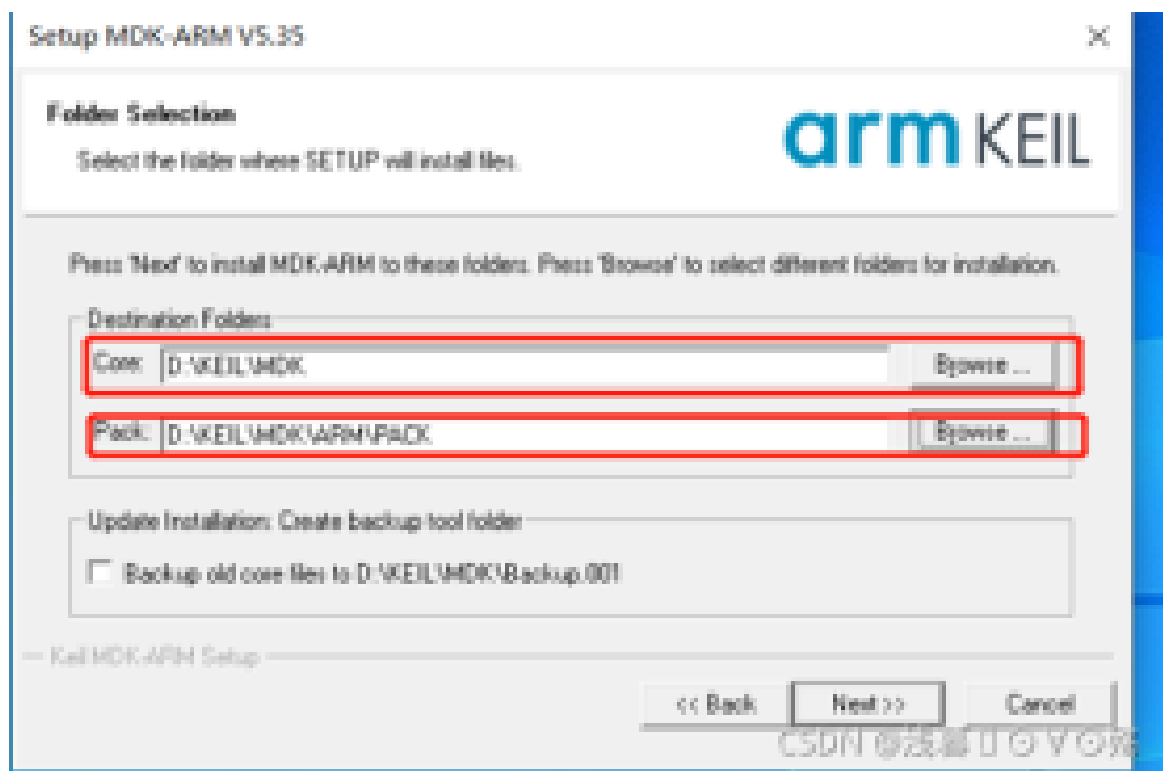 Setup MDK-ARM V5.35
Folder Selection
Select the folder where SETUP will install files.
arm KEIL
Press 'Next' to install MDK-ARM to these folders. Press 'Browse' to select different folders for installation.
Destination Folders
Core: D:\KEIL\MDK Browse ...
Pack: D:\KEIL\MDK\ARM\PACK Browse ...
Update Installation: Create backup tool folder
Backup old core files to D:\KEIL\MDK\Backup.001
Keil MDK-ARM Setup
<< Back Next >> Cancel
CSDN @浅